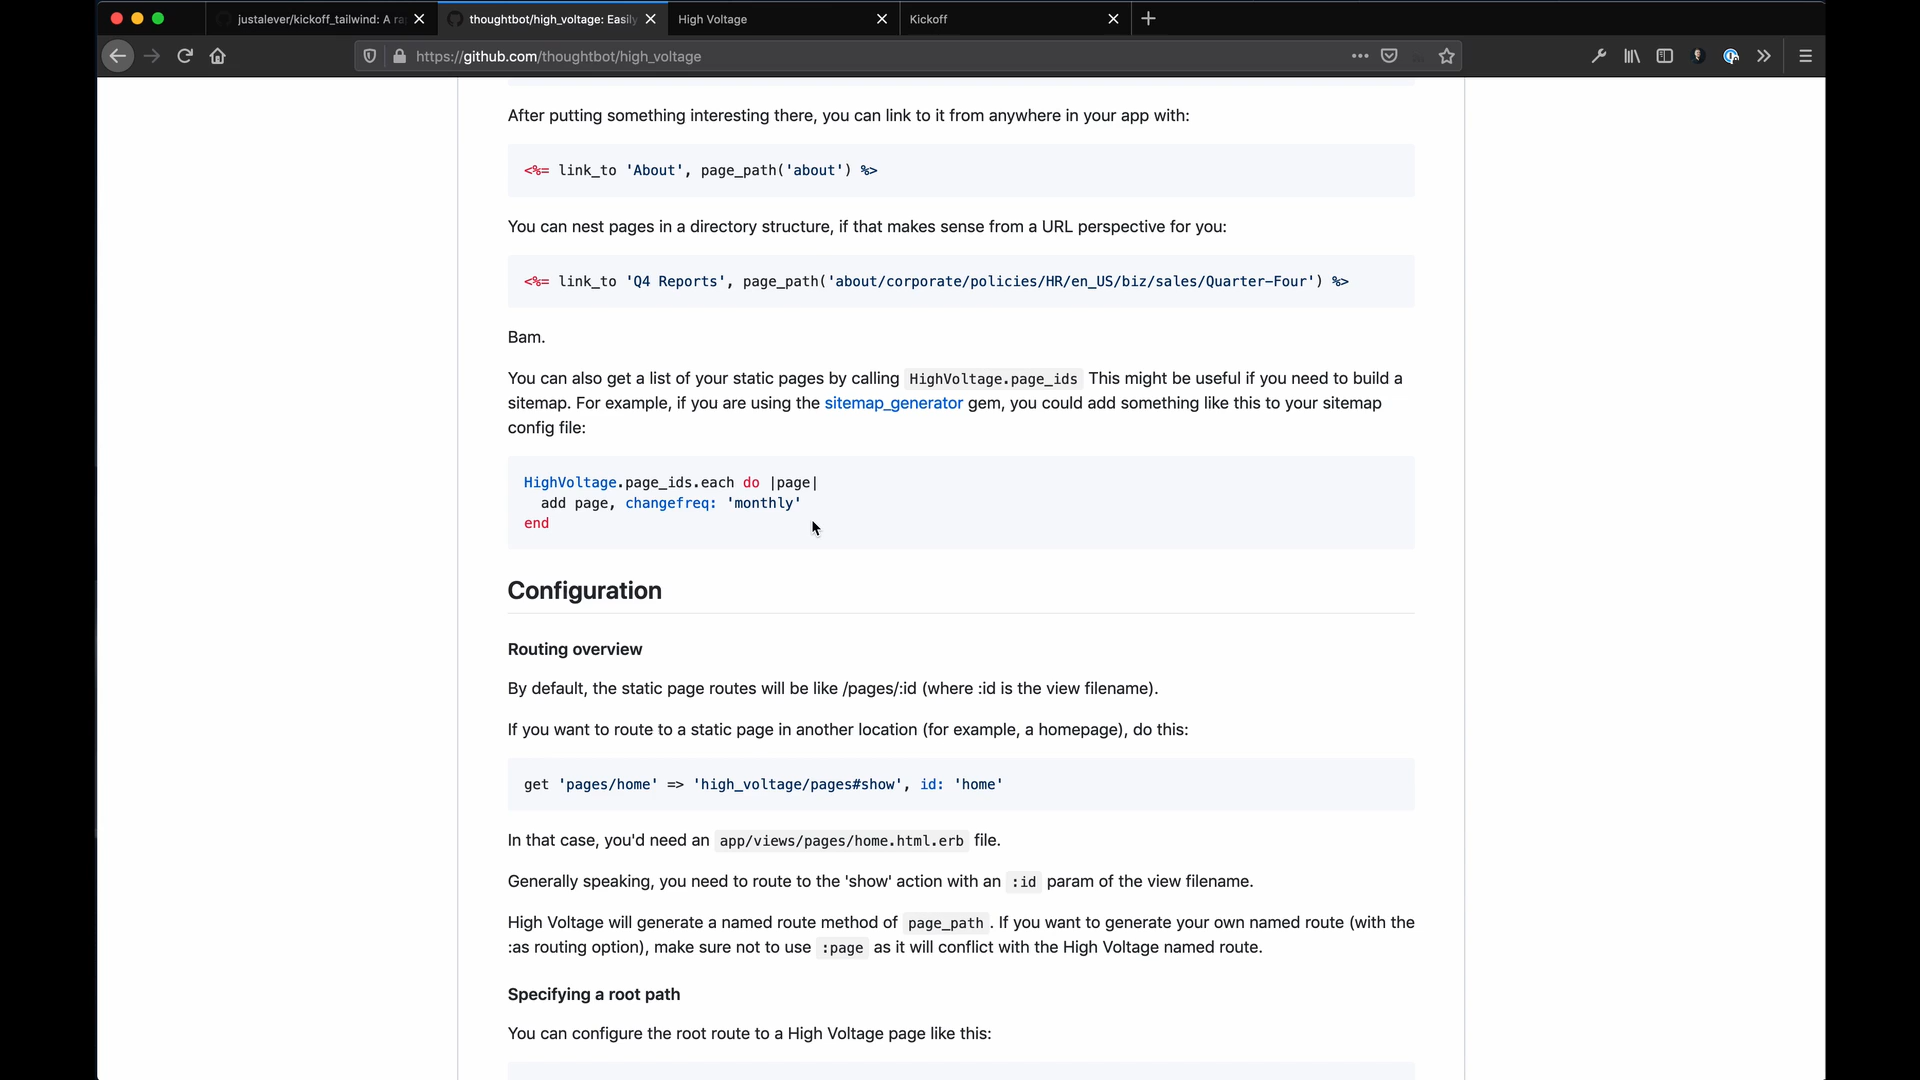 justalever/kickoff_tailwind: A ra
thoughtbot/high_voltage: Easily
High Voltage
Kickoff
https://github.com/thoughtbot/high_voltage
After putting something interesting there, you can link to it from anywhere in your app with:
<%= link_to 'About', page_path('about') %>
You can nest pages in a directory structure, if that makes sense from a URL perspective for you:
<%= link_to 'Q4 Reports', page_path('about/corporate/policies/HR/en_US/biz/sales/Quarter-Four') %>
Bam.
You can also get a list of your static pages by calling HighVoltage.page_ids This might be useful if you need to build a
sitemap. For example, if you are using the sitemap_generator gem, you could add something like this to your sitemap
config file:
HighVoltage.page_ids.each do |page|
  add page, changefreq: 'monthly'
end
Configuration
Routing overview
By default, the static page routes will be like /pages/:id (where :id is the view filename).
If you want to route to a static page in another location (for example, a homepage), do this:
get 'pages/home' => 'high_voltage/pages#show', id: 'home'
In that case, you'd need an app/views/pages/home.html.erb file.
Generally speaking, you need to route to the 'show' action with an :id param of the view filename.
High Voltage will generate a named route method of page_path . If you want to generate your own named route (with the
:as routing option), make sure not to use :page as it will conflict with the High Voltage named route.
Specifying a root path
You can configure the root route to a High Voltage page like this: